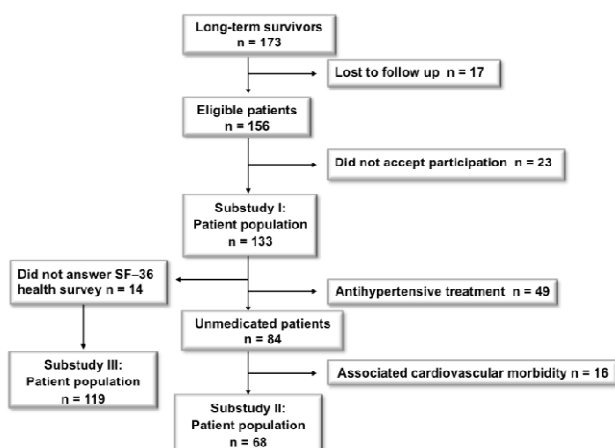 Long-term survivors
n = 173
Lost to follow up n = 17
Eligible patients
n = 156
Did not accept participation n = 23
Substudy I:
Patient population
n = 133
Did not answer SF–36
health survey n = 14
Antihypertensive treatment n = 49
Unmedicated patients
n = 84
Substudy III:
Patient population
n = 119
Associated cardiovascular morbidity n = 16
Substudy II:
Patient population
n = 68